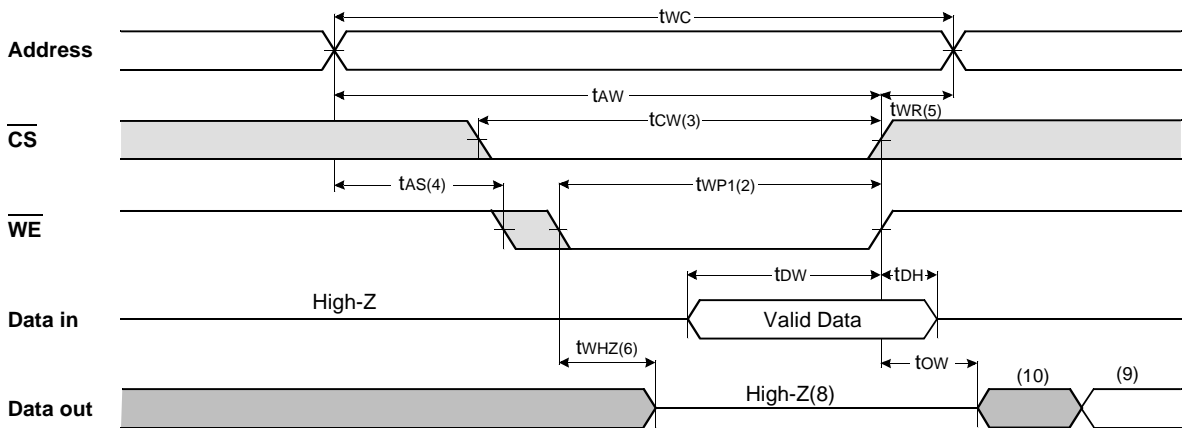 tWC
Address
tAW
tWR(5)
tCW(3)
CS
tAS(4)
tWP1(2)
WE
tDW
tDH
High-Z
Data in
Valid Data
tWHZ(6)
tOW
(10)
(9)
High-Z(8)
Data out